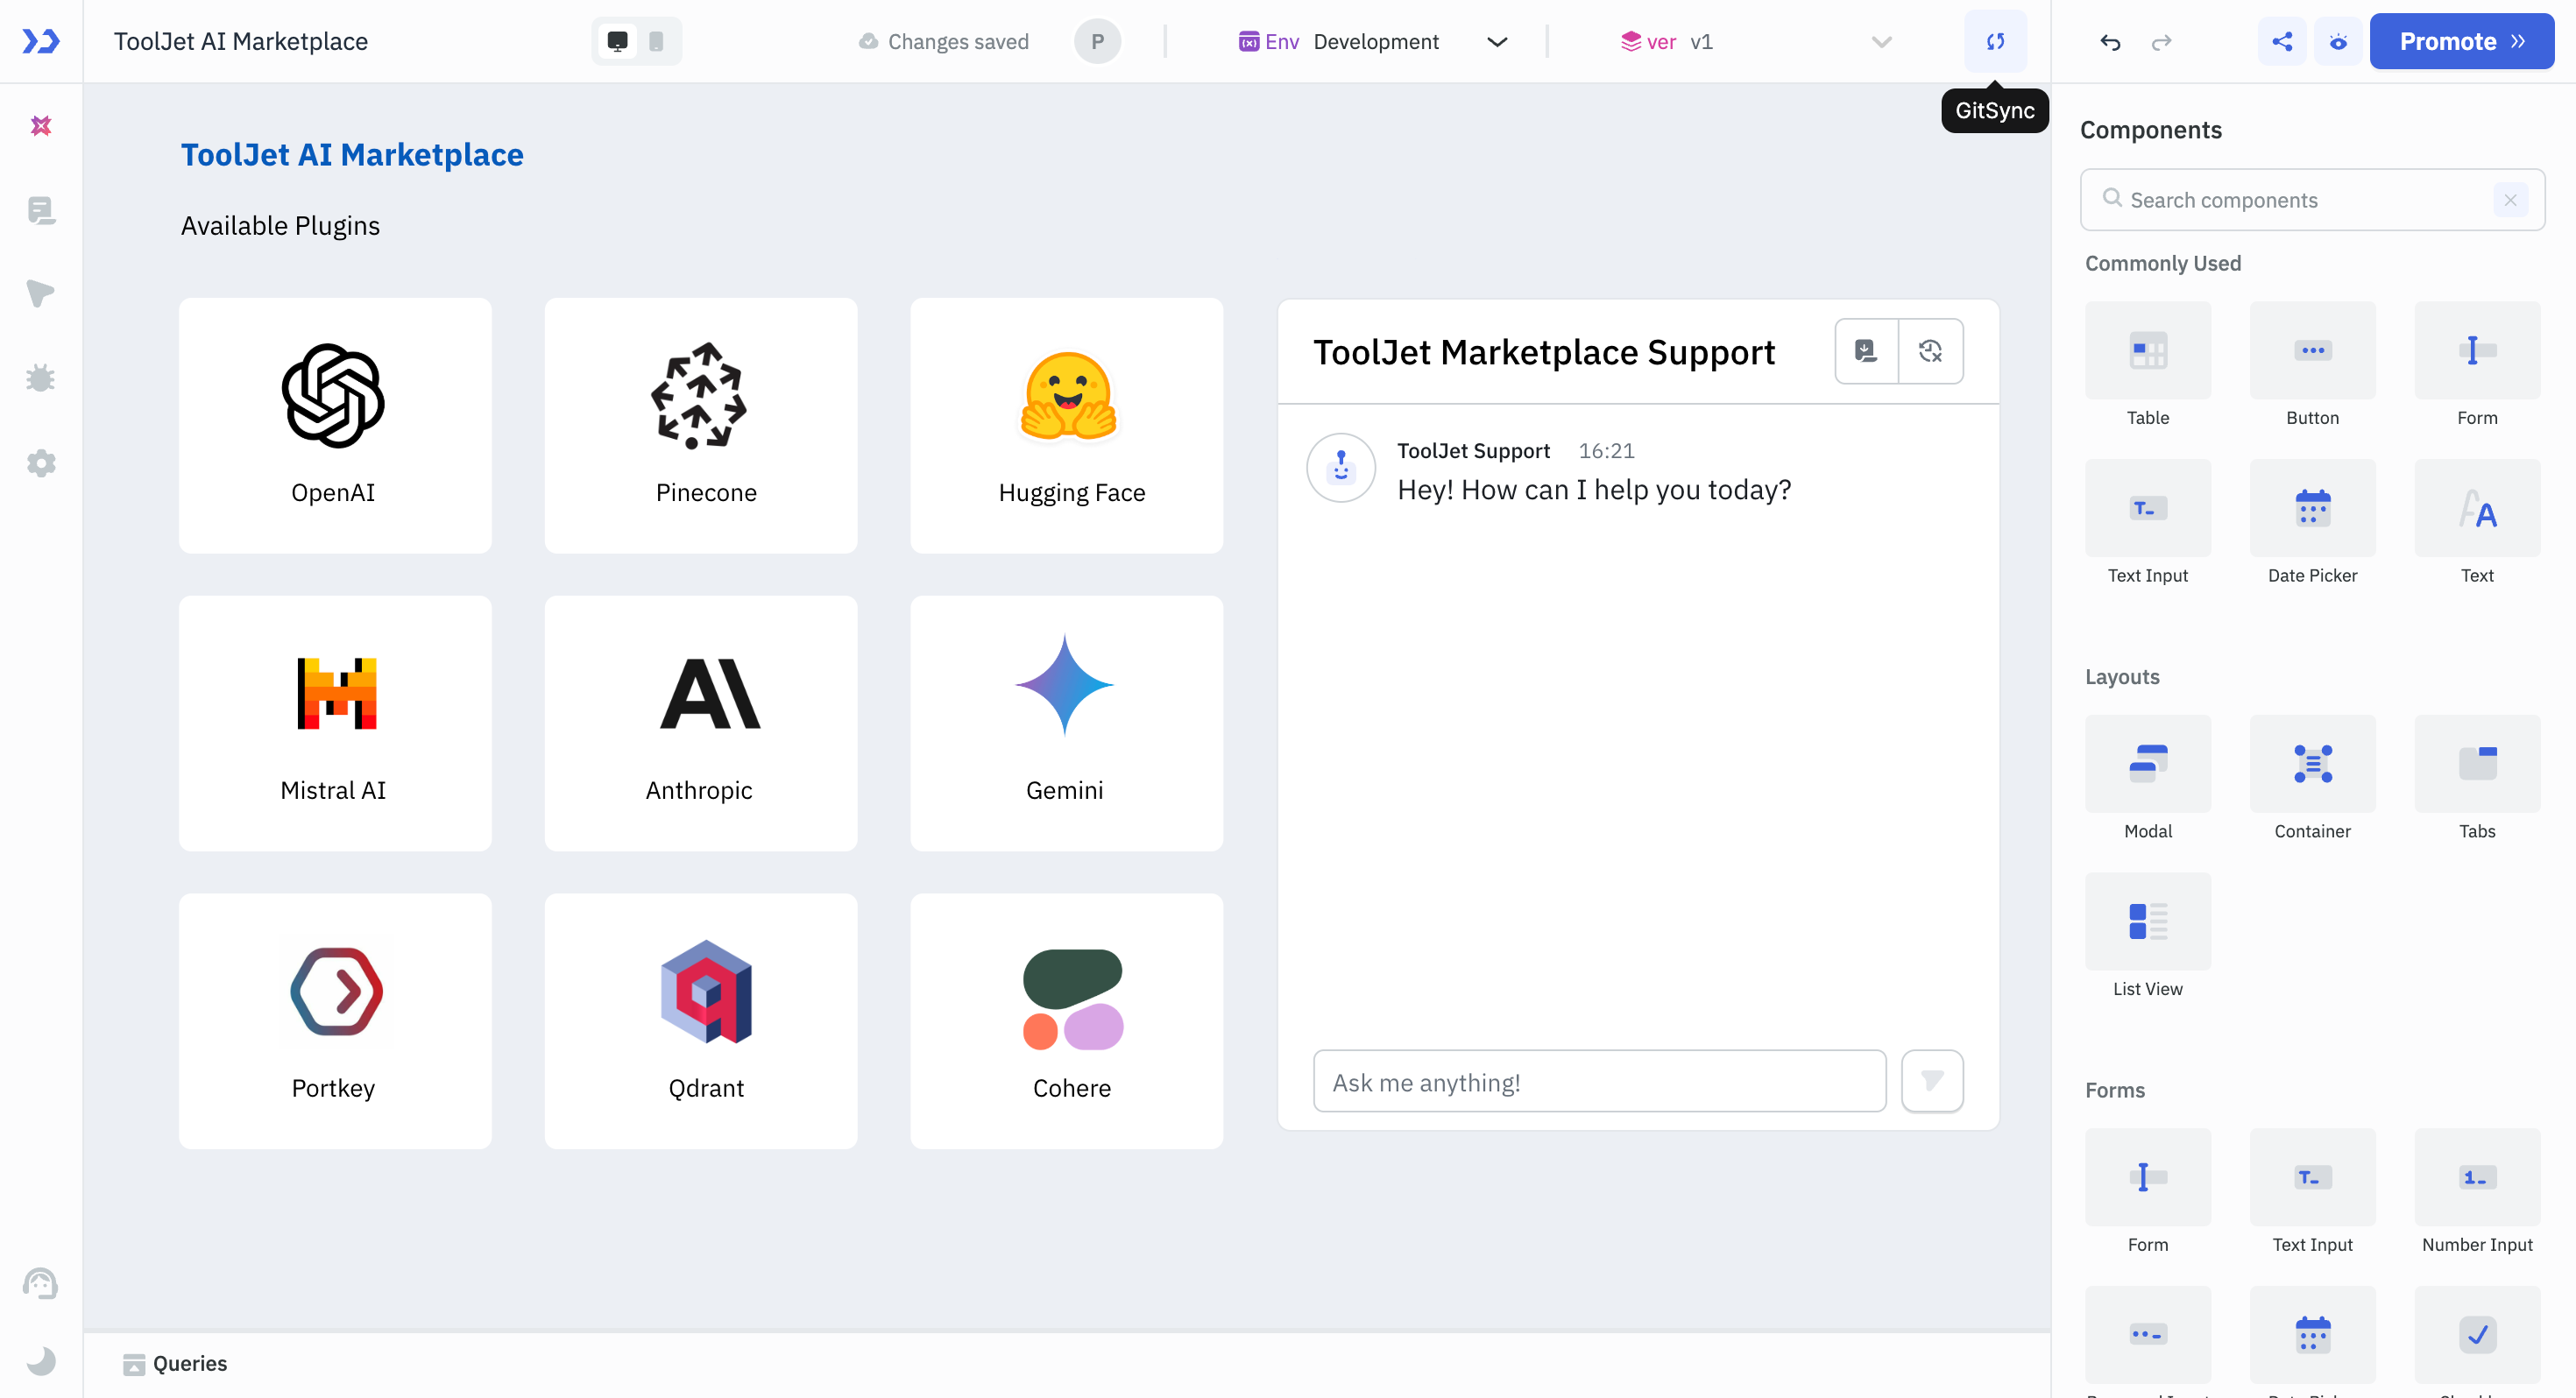 ToolJet AI Marketplace
Changes saved
P
Env Development
ver v1
Promote
GitSync
ToolJet AI Marketplace
Available Plugins
OpenAI
Pinecone
Hugging Face
Mistral AI
Anthropic
Gemini
Portkey
Qdrant
Cohere
ToolJet Marketplace Support
ToolJet Support 16:21
Hey! How can I help you today?
Ask me anything!
Queries
Components
Search components
Commonly Used
Table
Button
Form
Text Input
Date Picker
Text
Layouts
Modal
Container
Tabs
List View
Forms
Form
Text Input
Number Input